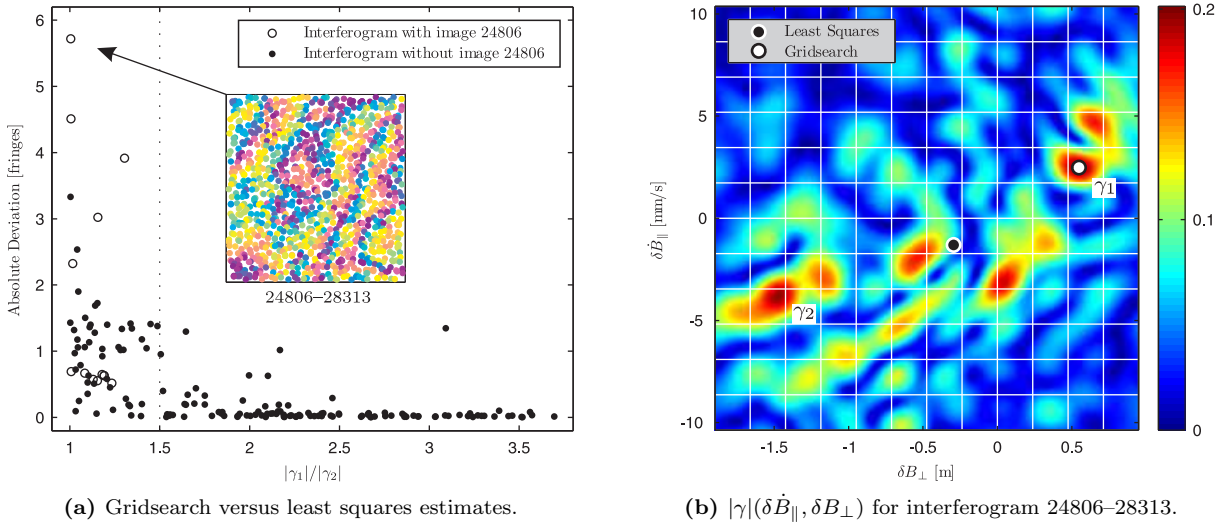 6
5
4
3
2
1
0
Absolute Deviation [fringes]
Interferogram with image 24806
Interferogram without image 24806
24806–28313
1
1.5
2
2.5
3
3.5
|γ₁|/|γ₂|
(a) Gridsearch versus least squares estimates.
10
5
0
-5
-10
δḂ∥ [mm/s]
Least Squares
Gridsearch
γ₁
γ₂
-1.5
-1
-0.5
0
0.5
δB⊥ [m]
0.2
0.1
0
(b) |γ|(δḂ∥, δB⊥) for interferogram 24806–28313.